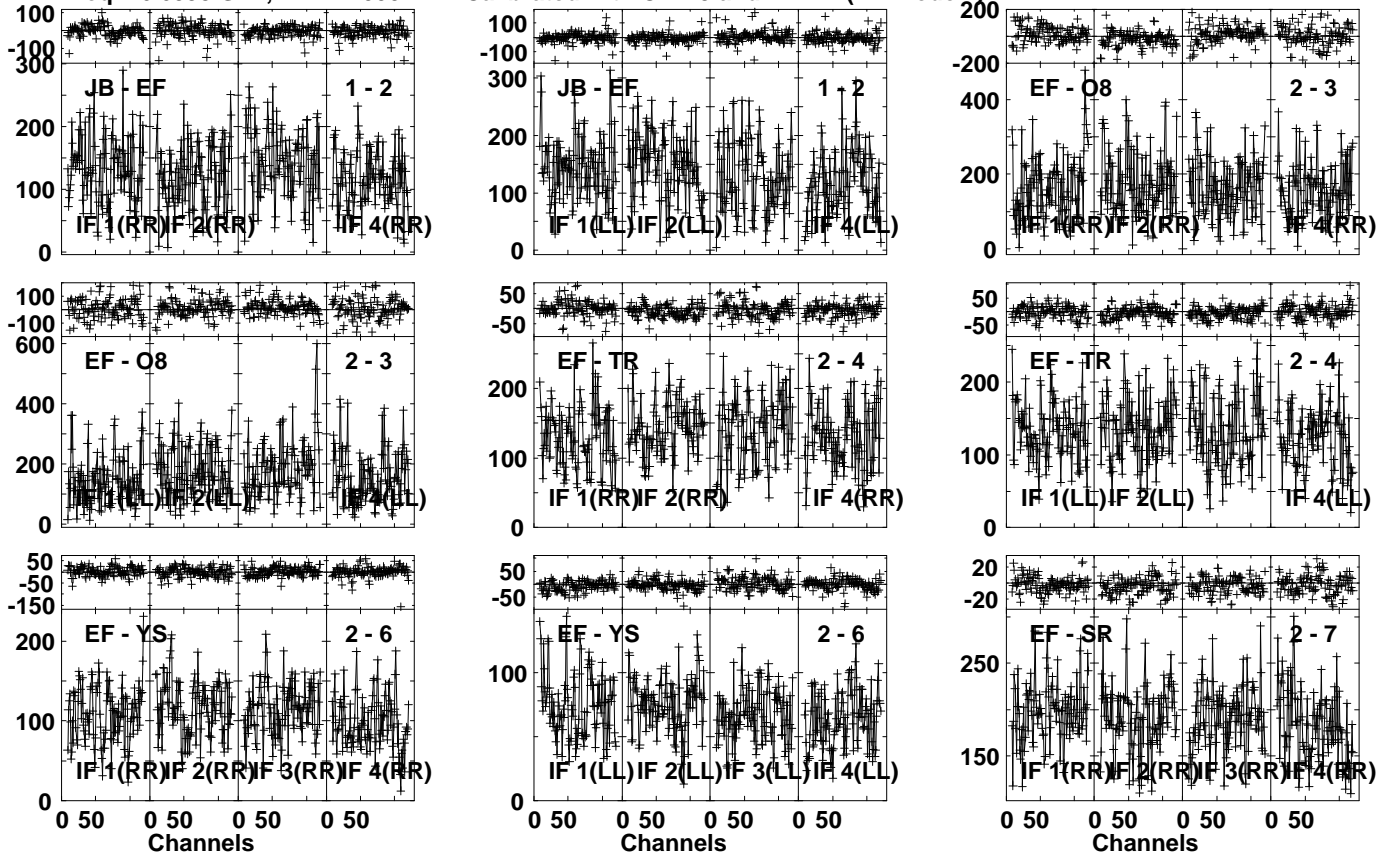 100
-100
300
JB - EF
1 - 2
200
100
0
IF 1(RR)
IF 2(RR)
IF 4(RR)
100
-100
300
JB - EF
1 - 2
200
100
0
IF 1(LL)
IF 2(LL)
IF 4(LL)
200
-200
EF - O8
2 - 3
400
200
0
IF 1(RR)
IF 2(RR)
IF 4(RR)
100
-100
600
EF - O8
2 - 3
400
200
0
IF 1(LL)
IF 2(LL)
IF 4(LL)
50
-50
EF - TR
2 - 4
200
100
0
IF 1(RR)
IF 2(RR)
IF 4(RR)
50
-50
EF - TR
2 - 4
200
100
0
IF 1(LL)
IF 2(LL)
IF 4(LL)
50
-50
-150
EF - YS
2 - 6
200
100
0
IF 1(RR)
IF 2(RR)
IF 3(RR)
IF 4(RR)
0 50 0 50 0 50 0 50
Channels
50
-50
EF - YS
2 - 6
100
0
IF 1(LL)
IF 2(LL)
IF 3(LL)
IF 4(LL)
0 50 0 50 0 50 0 50
Channels
20
-20
EF - SR
2 - 7
250
150
IF 1(RR)
IF 2(RR)
IF 3(RR)
IF 4(RR)
0 50 0 50 0 50 0 50
Channels